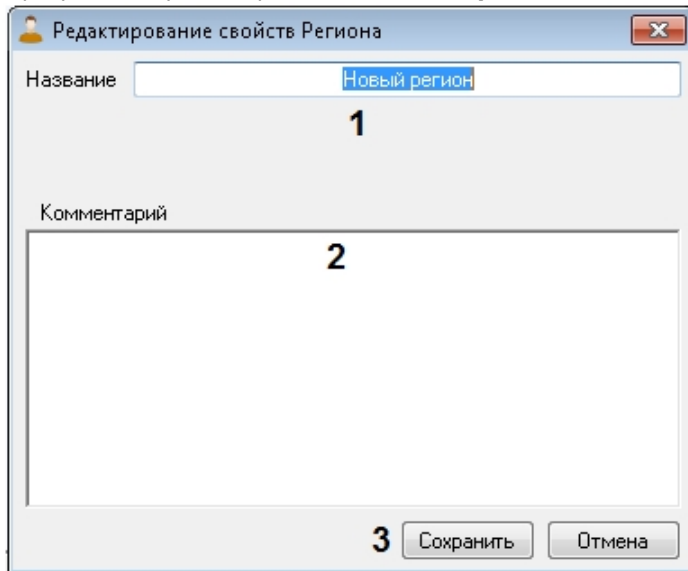 Редактирование свойств Региона
Название Новый регион
1
Комментарий
2
3 Сохранить Отмена